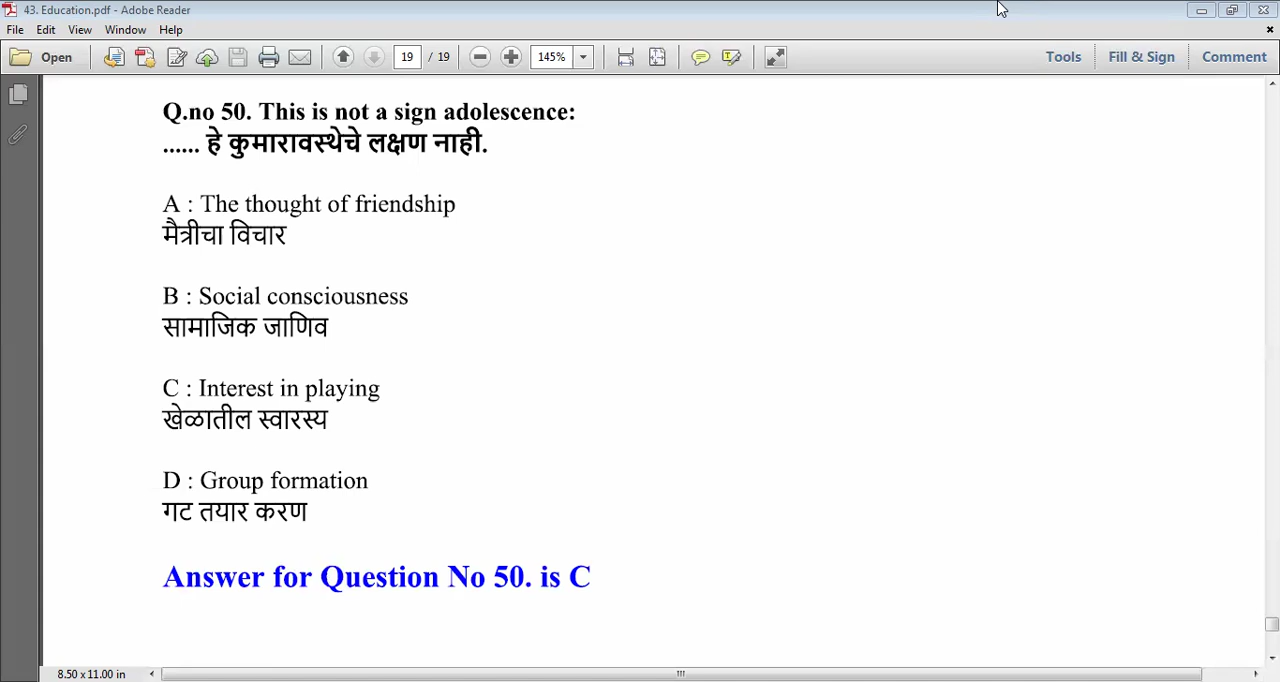 43. Education.pdf - Adobe Reader
File Edit View Window Help
Open 19 / 19 145% Tools Fill & Sign Comment
Q.no 50. This is not a sign adolescence:
...... हे कुमारावस्थेचे लक्षण नाही.
A : The thought of friendship
मैत्रीचा विचार
B : Social consciousness
सामाजिक जाणिव
C : Interest in playing
खेळातील स्वारस्य
D : Group formation
गट तयार करण
Answer for Question No 50. is C
8.50 x 11.00 in